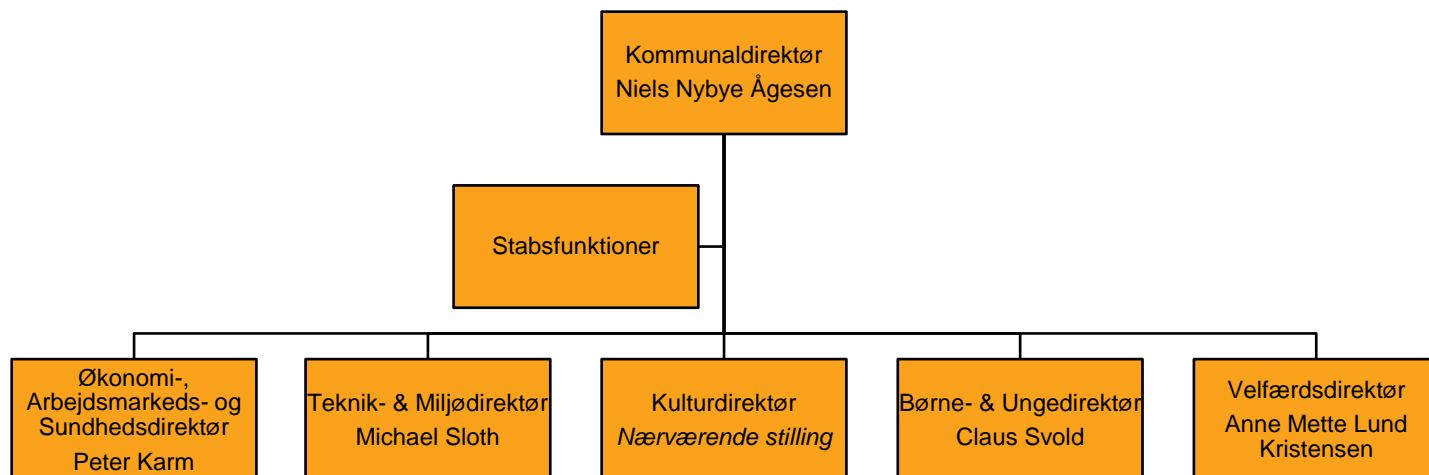 Kommunaldirektør
Niels Nybye Ågesen
Stabsfunktioner
Økonomi-,
Arbejdsmarkeds- og
Sundhedsdirektør
Peter Karm
Teknik- & Miljødirektør
Michael Sloth
Kulturdirektør
Nærværende stilling
Børne- & Ungedirektør
Claus Svold
Velfærdsdirektør
Anne Mette Lund
Kristensen